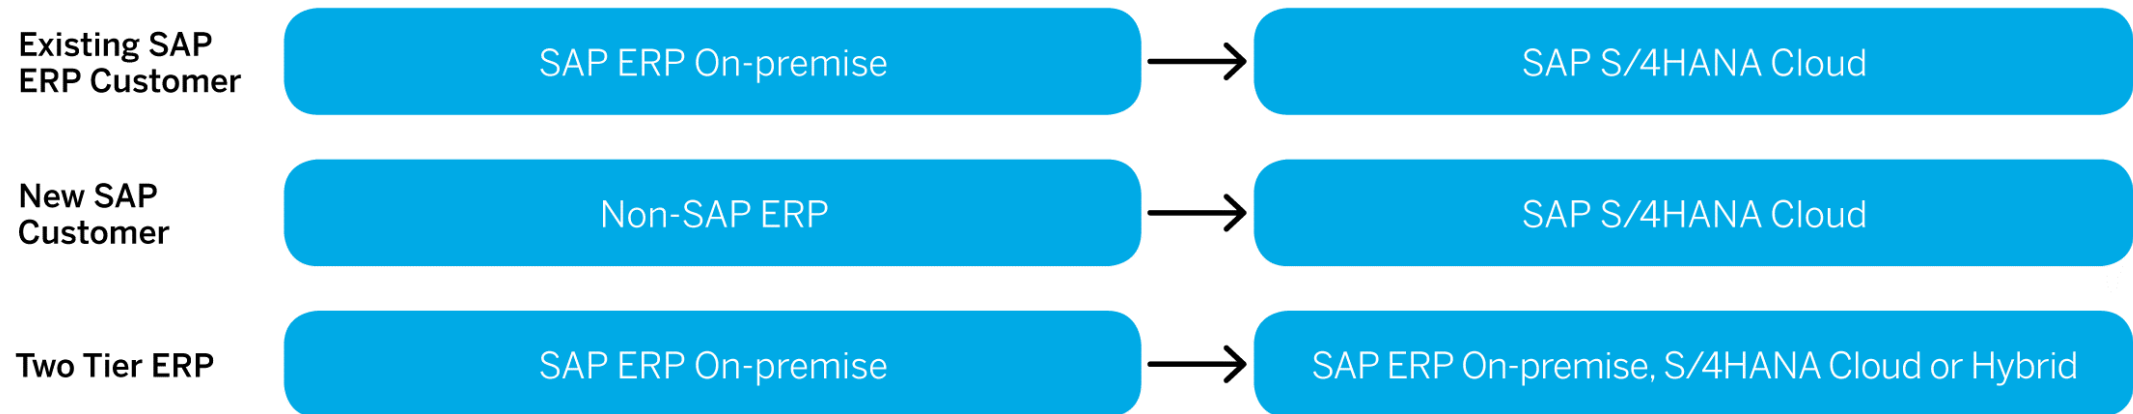 Existing SAP
ERP Customer
SAP ERP On-premise
SAP S/4HANA Cloud
New SAP
Customer
Non-SAP ERP
SAP S/4HANA Cloud
Two Tier ERP
SAP ERP On-premise
SAP ERP On-premise, S/4HANA Cloud or Hybrid